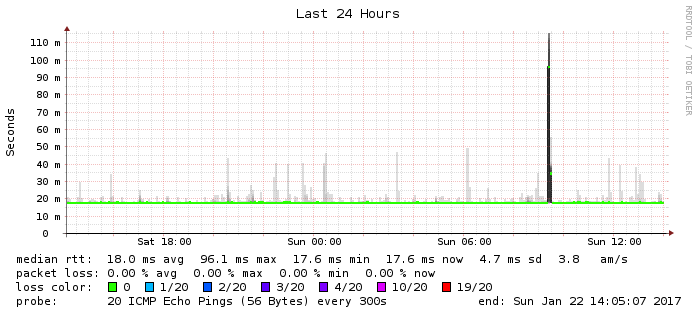 Last 24 Hours
RRDTOOL / TOBI OETIKER
Seconds
110 m
100 m
90 m
80 m
70 m
60 m
50 m
40 m
30 m
20 m
10 m
0
Sat 18:00 Sun 00:00 Sun 06:00 Sun 12:00
median rtt: 18.0 ms avg 96.1 ms max 17.6 ms min 17.6 ms now 4.7 ms sd 3.8 am/s
packet loss: 0.00 % avg 0.00 % max 0.00 % min 0.00 % now
loss color: 0 1/20 2/20 3/20 4/20 10/20 19/20
probe: 20 ICMP Echo Pings (56 Bytes) every 300s end: Sun Jan 22 14:05:07 2017